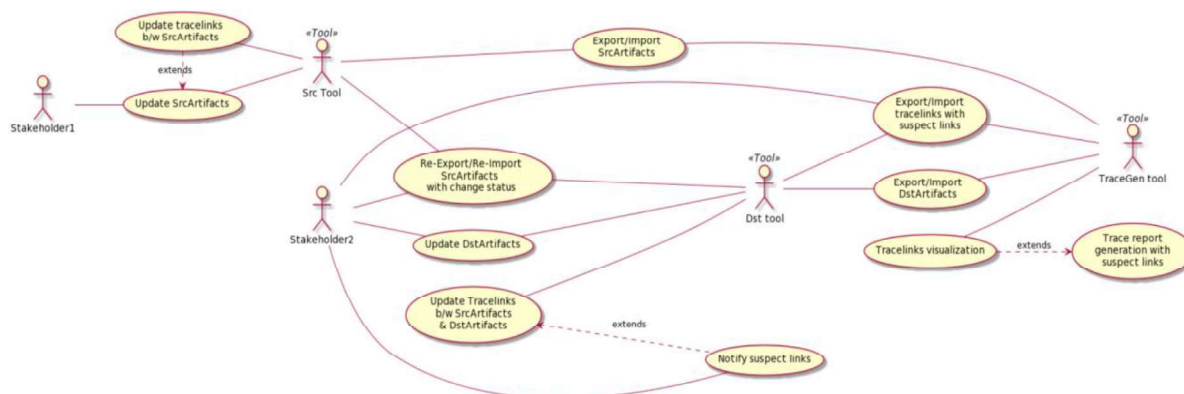 Update tracelinks
b/w SrcArtifacts
«Tool»
Export/Import
SrcArtifacts
extends
Src Tool
Update SrcArtifacts
Stakeholder1
Export/Import
tracelinks with
suspect links
«Tool»
«Tool»
Re-Export/Re-Import
SrcArtifacts
with change status
TraceGen tool
Export/Import
DstArtifacts
Dst tool
Stakeholder2
Update DstArtifacts
Tracelinks visualization
extends
Trace report
generation with
suspect links
Update Tracelinks
b/w SrcArtifacts
& DstArtifacts
extends
Notify suspect links